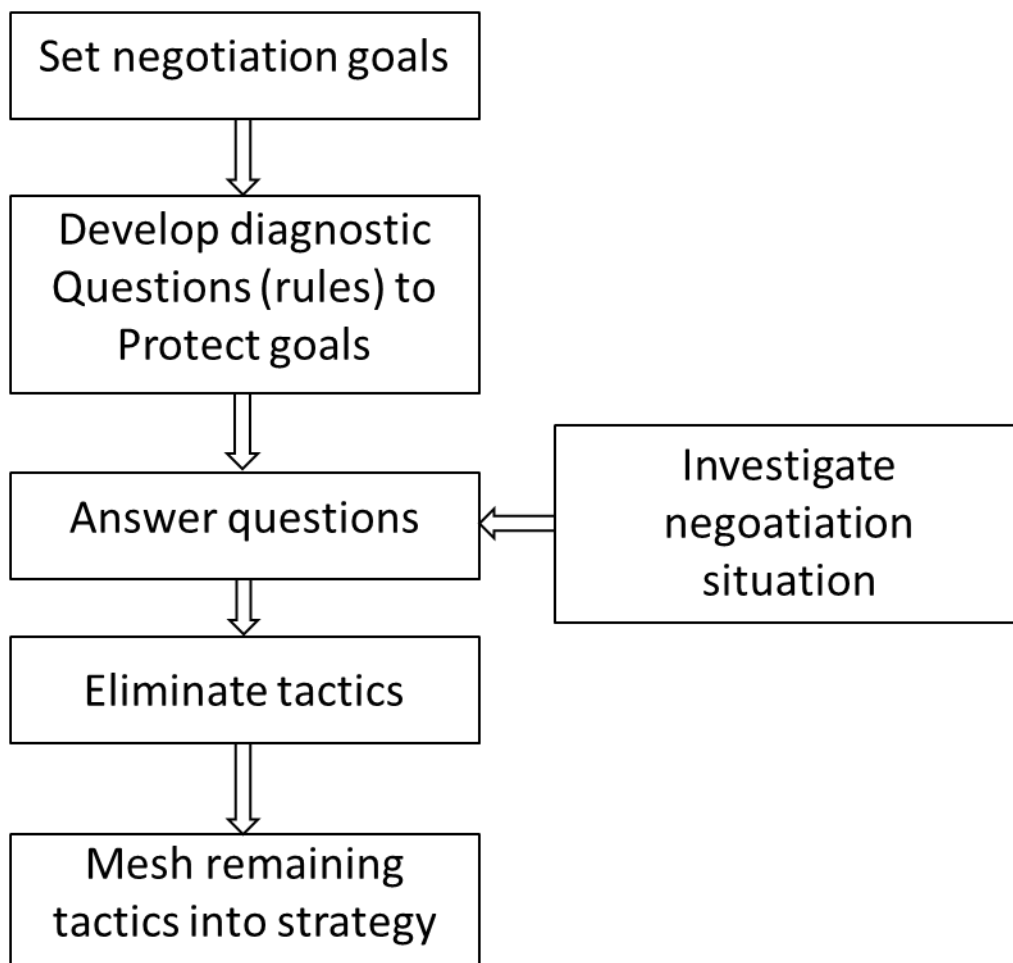 Set negotiation goals
Develop diagnostic
Questions (rules) to
Protect goals
Answer questions
Investigate
negoatiation
situation
Eliminate tactics
Mesh remaining
tactics into strategy